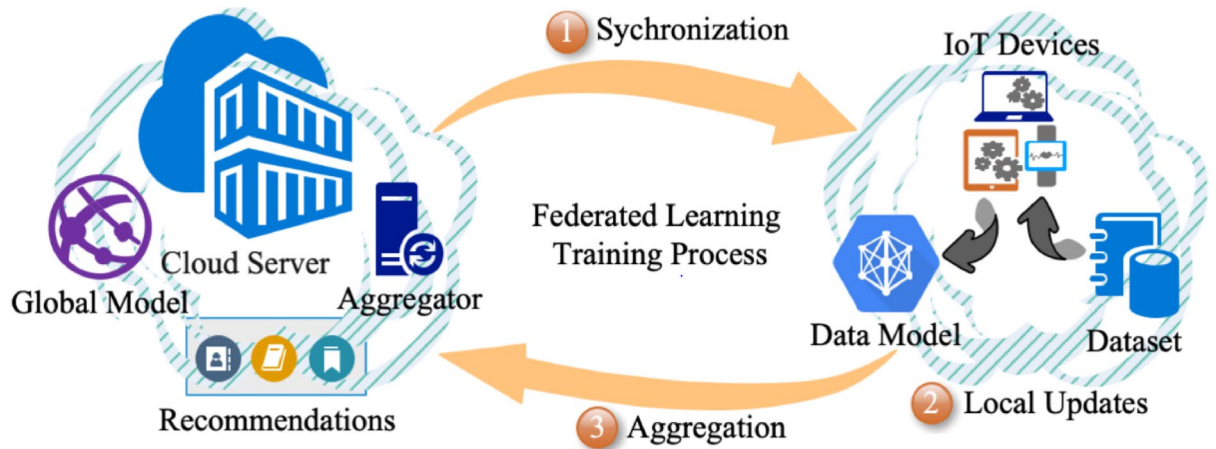 1 Sychronization
IoT Devices
Federated Learning
Training Process
Cloud Server
Global Model
Aggregator
Data Model
Dataset
Recommendations
3 Aggregation
2 Local Updates